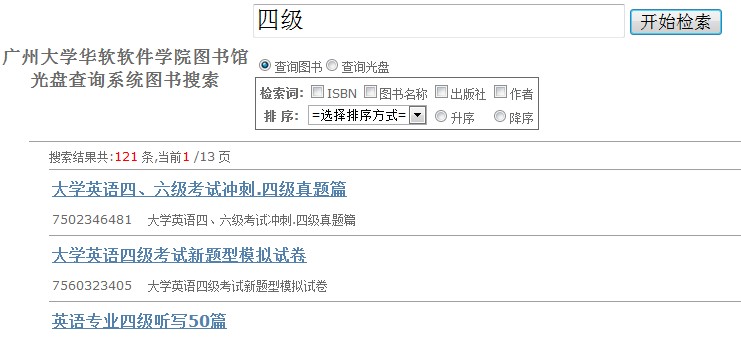 四级
开始检索
广州大学华软软件学院图书馆
光盘查询系统图书搜索
查询图书 查询光盘
检索词: ISBN 图书名称 出版社 作者
排 序: =选择排序方式= 升序 降序
搜索结果共:121 条,当前1 /13 页
大学英语四、六级考试冲刺.四级真题篇
7502346481 大学英语四、六级考试冲刺.四级真题篇
大学英语四级考试新题型模拟试卷
7560323405 大学英语四级考试新题型模拟试卷
英语专业四级听写50篇